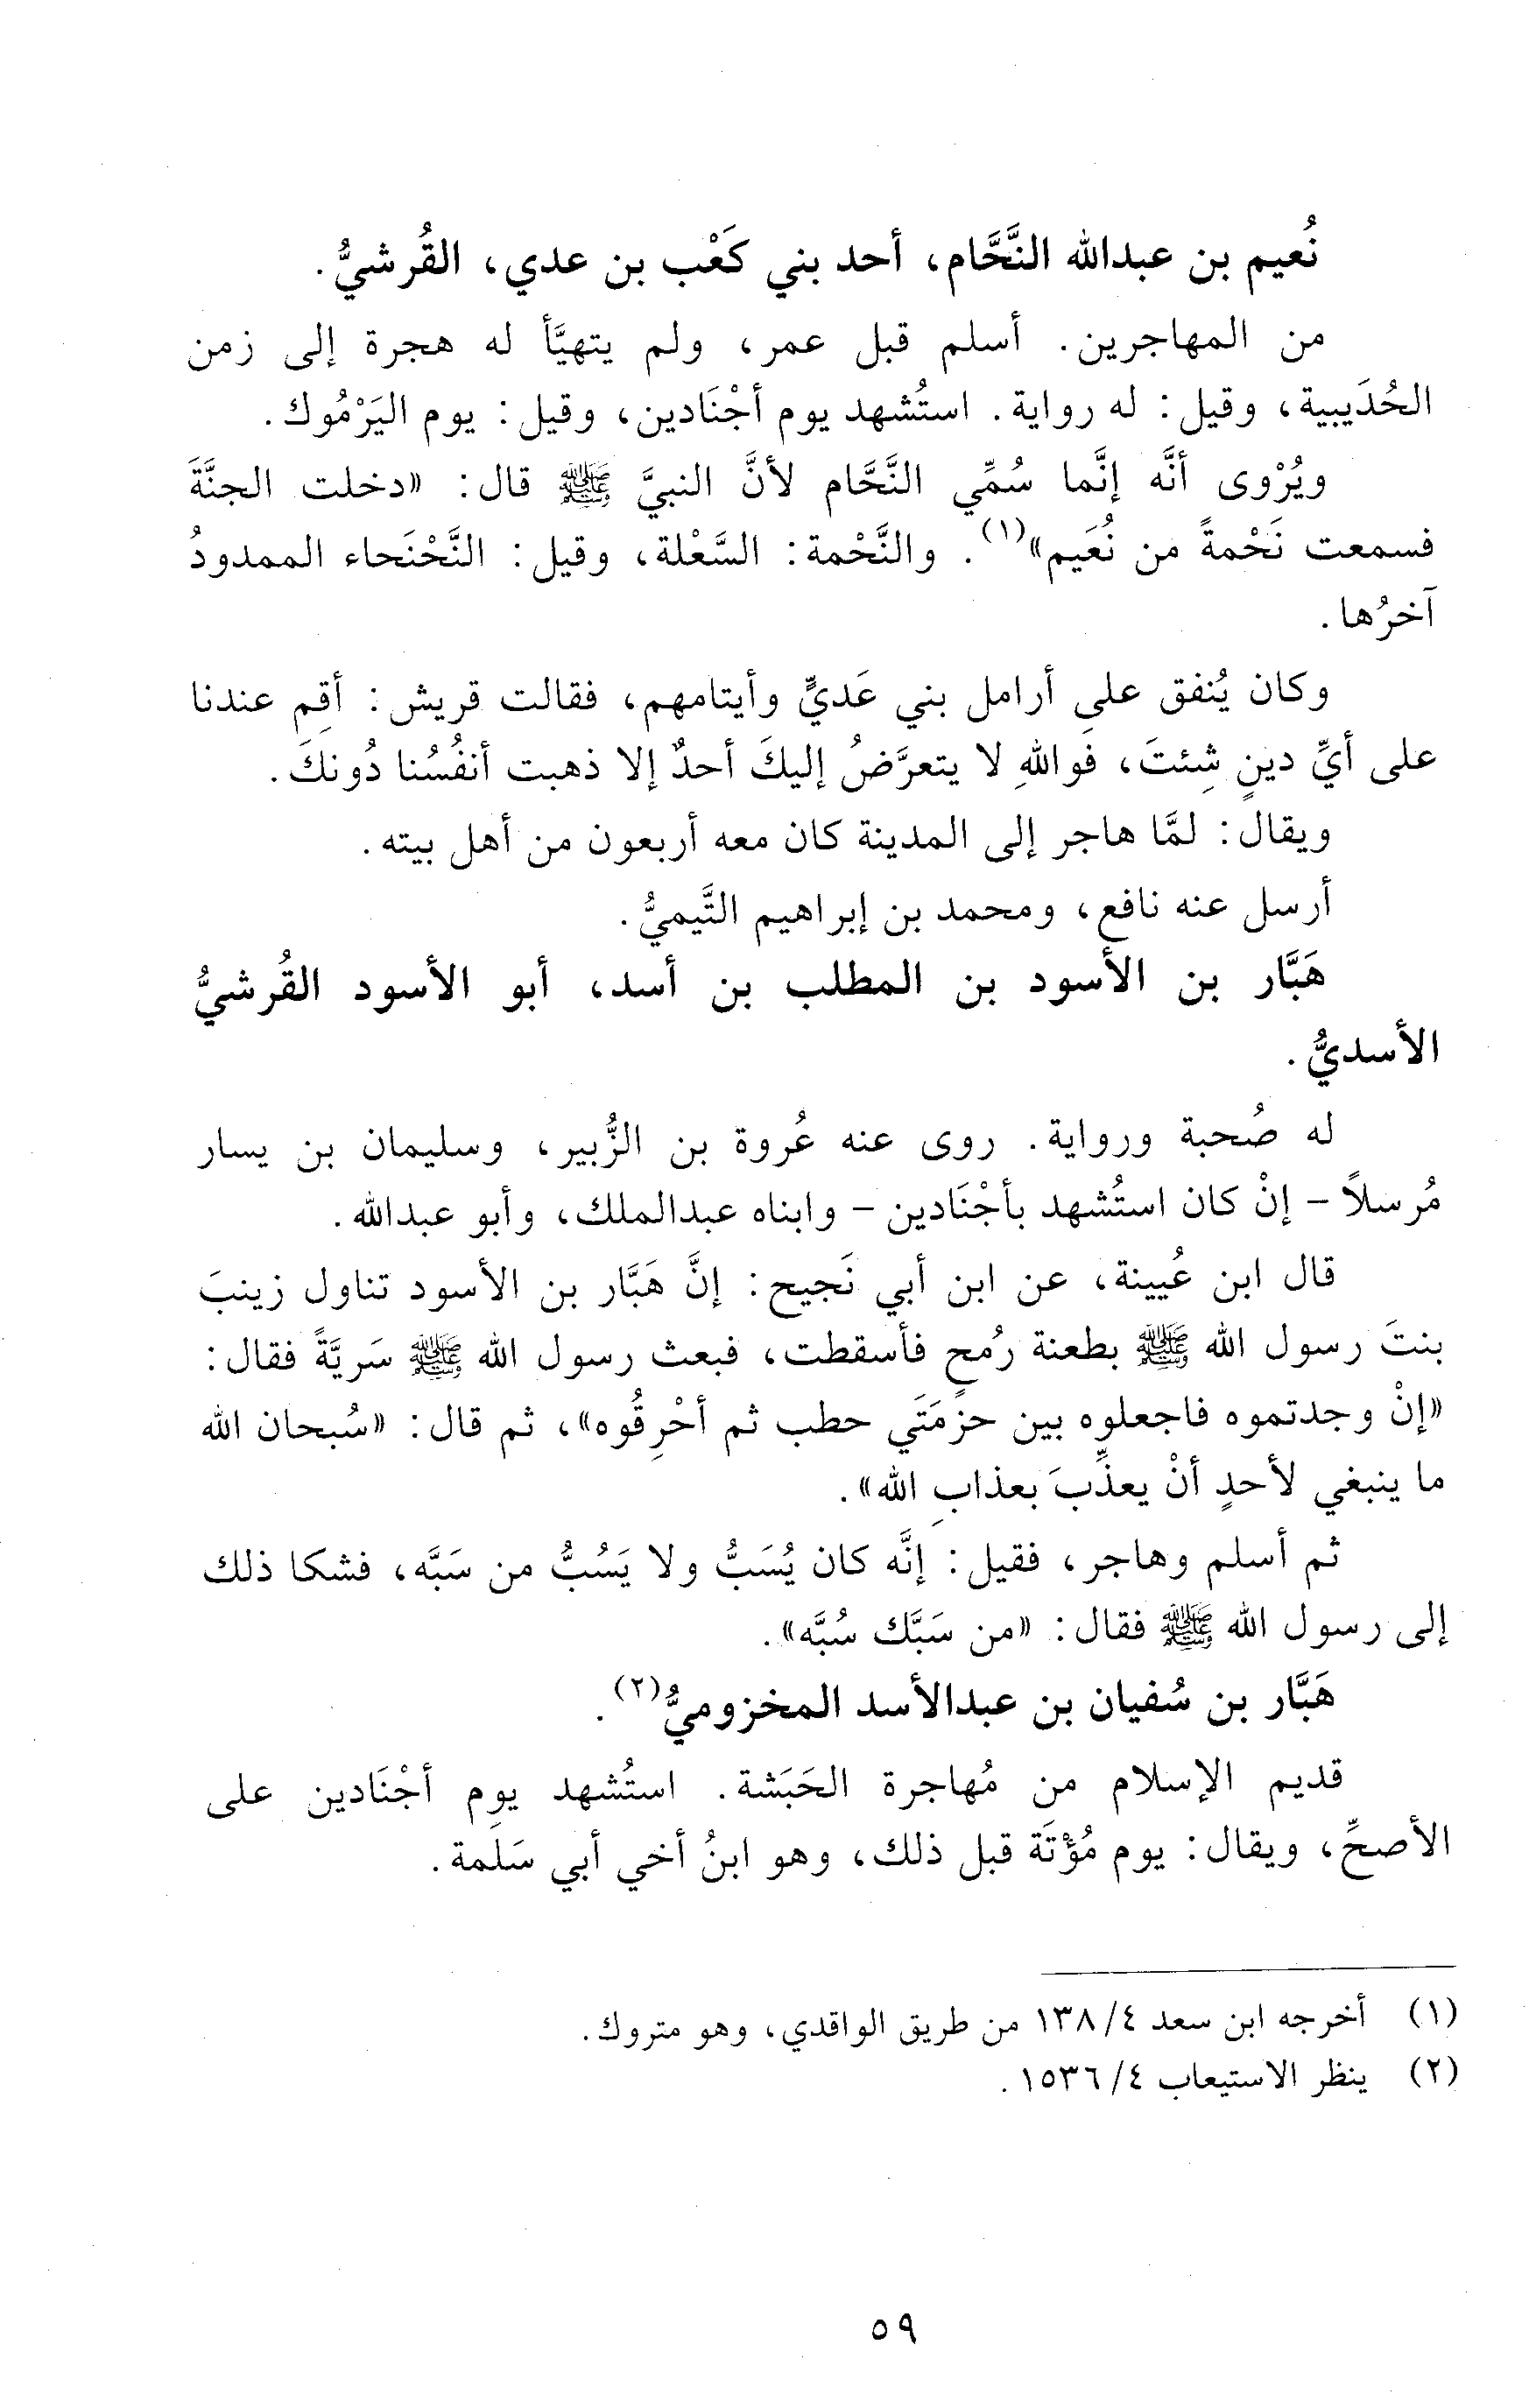 نُعيم بن عبدالله النَّحَّام، أحد بني كَعْب بن عدي، القُرشيُّ.
من المهاجرين. أسلم قبل عمر، ولم يتهيَّأ له هجرة إلى زمن
الحُدَيبية، وقيل: له رواية. استُشهد يوم أجْنَادين، وقيل: يوم اليَرْمُوك.
ويُرْوى أنَّه إنَّما سُمِّي النَّحَّام لأنَّ النبيَّ ﷺ قال: «دخلت الجنَّةَ
فسمعت نَحْمةً من نُعَيم»(١). والنَّحْمة: السَّعْلة، وقيل: النَّحْنَحاء الممدودُ
آخرُها.
وكان يُنفق على أرامل بني عَديٍّ وأيتامهم، فقالت قريش: أقِم عندنا
على أيِّ دينٍ شِئتَ، فَواللهِ لا يتعرَّضُ إليكَ أحدٌ إلا ذهبت أنفُسُنا دُونكَ.
ويقال: لمَّا هاجر إلى المدينة كان معه أربعون من أهل بيته.
أرسل عنه نافع، ومحمد بن إبراهيم التَّيميُّ.
هَبَّار بن الأسود بن المطلب بن أسد، أبو الأسود القُرشيُّ
الأسديُّ.
له صُحبة ورواية. روى عنه عُروة بن الزُّبير، وسليمان بن يسار
مُرسلاً - إنْ كان استُشهد بأجْنَادين - وابناه عبدالملك، وأبو عبدالله.
قال ابن عُيينة، عن ابن أبي نَجيح: إنَّ هَبَّار بن الأسود تناول زينبَ
بنتَ رسول الله ﷺ بطعنة رُمحٍ فأسقطت، فبعث رسول الله ﷺ سَريَّةً فقال:
«إنْ وجدتموه فاجعلوه بين حزمَتَي حطب ثم أحْرِقُوه»، ثم قال: «سُبحان الله
ما ينبغي لأحدٍ أنْ يعذِّبَ بعذابِ الله».
ثم أسلم وهاجر، فقيل: إنَّه كان يُسَبُّ ولا يَسُبُّ من سَبَّه، فشكا ذلك
إلى رسول الله ﷺ فقال: «من سَبَّك سُبَّه».
هَبَّار بن سُفيان بن عبدالأسد المخزوميُّ(٢).
قديم الإسلام من مُهاجرة الحَبَشة. استُشهد يوم أجْنَادين على
الأصحِّ، ويقال: يوم مُؤْتَة قبل ذلك، وهو ابنُ أخي أبي سَلَمة.
(١) أخرجه ابن سعد ٤/ ١٣٨ من طريق الواقدي، وهو متروك.
(٢) ينظر الاستيعاب ٤/ ١٥٣٦.
٥٩